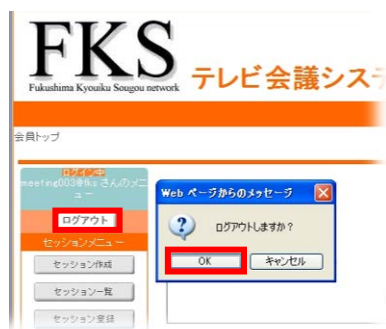 FKS
Fukushima Kyouiku Sougou network
テレビ会議シス
会員トップ
ログイン中
meeting003@fks さんのメニ
ュー
ログアウト
セッションメニュー
セッション作成
セッション一覧
セッション登録
Web ページからのメッセージ
ログアウトしますか?
OK
キャンセル